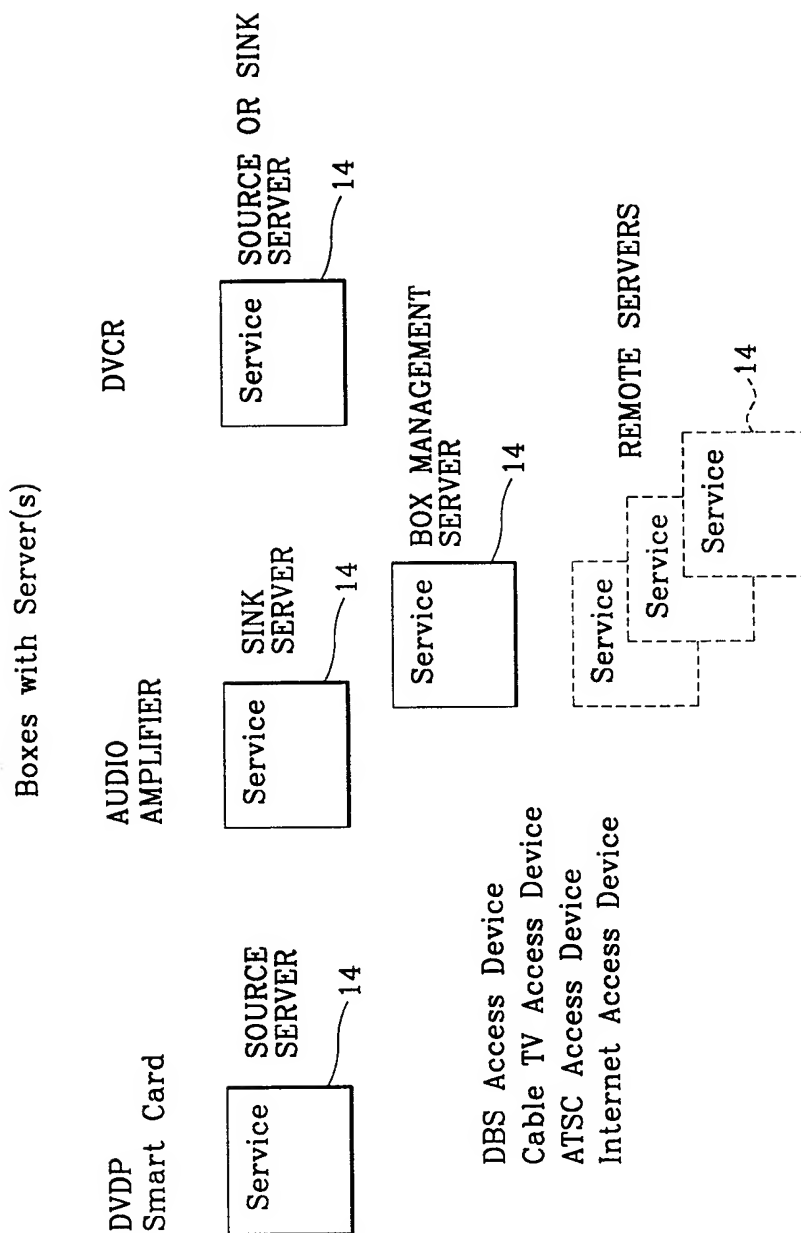 Boxes with Server(s)
DVDP
Smart Card
Service
SOURCE
SERVER
14
AUDIO
AMPLIFIER
Service
SINK
SERVER
14
DVCR
Service
SOURCE OR SINK
SERVER
14
Service
BOX MANAGEMENT
SERVER
14
DBS Access Device
Cable TV Access Device
ATSC Access Device
Internet Access Device
Service
Service
Service
REMOTE SERVERS
14